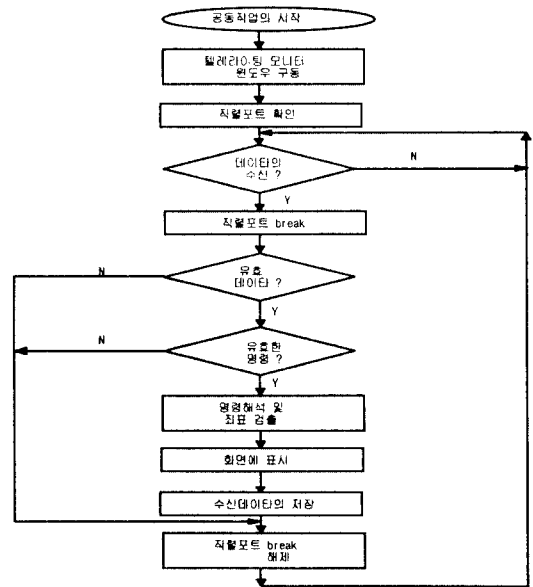 공동작업의 시작
텔레라이팅 모니터
윈도우 구동
직렬포트 확인
데이타의
수신 ?
N
Y
직렬포트 break
유효
데이타 ?
N
Y
유효한
명령 ?
N
Y
명령해석 및
좌표 검출
화면에 표시
수신데이타의 저장
직렬포트 break
해제